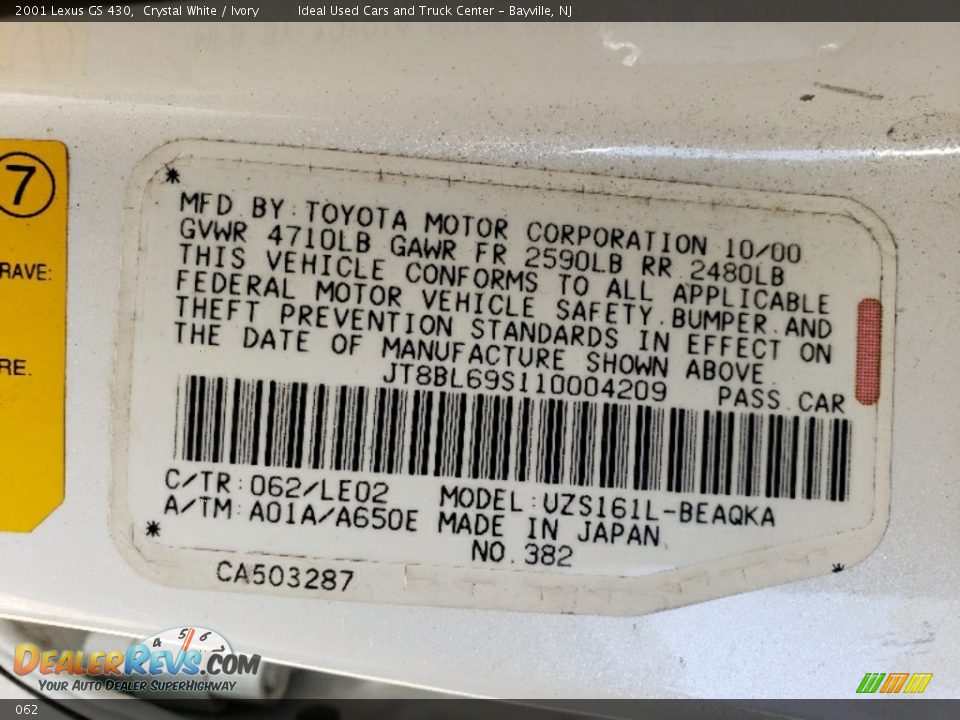 2001 Lexus GS 430, Crystal White / Ivory Ideal Used Cars and Truck Center - Bayville, NJ
7
RAVE:
RE.
MFD BY: TOYOTA MOTOR CORPORATION 10/00
GVWR 4710LB GAWR FR 2590LB RR 2480LB
THIS VEHICLE CONFORMS TO ALL APPLICABLE
FEDERAL MOTOR VEHICLE SAFETY, BUMPER AND
THEFT PREVENTION STANDARDS IN EFFECT ON
THE DATE OF MANUFACTURE SHOWN ABOVE.
JT8BL69S110004209 PASS. CAR
C/TR: 062/LE02 MODEL: UZS161L-BEAQKA
A/TM: A01A/A650E MADE IN JAPAN
NO. 382
CA503287
4 5 6
DealerRevs.com
Your Auto Dealer SuperHighway
062